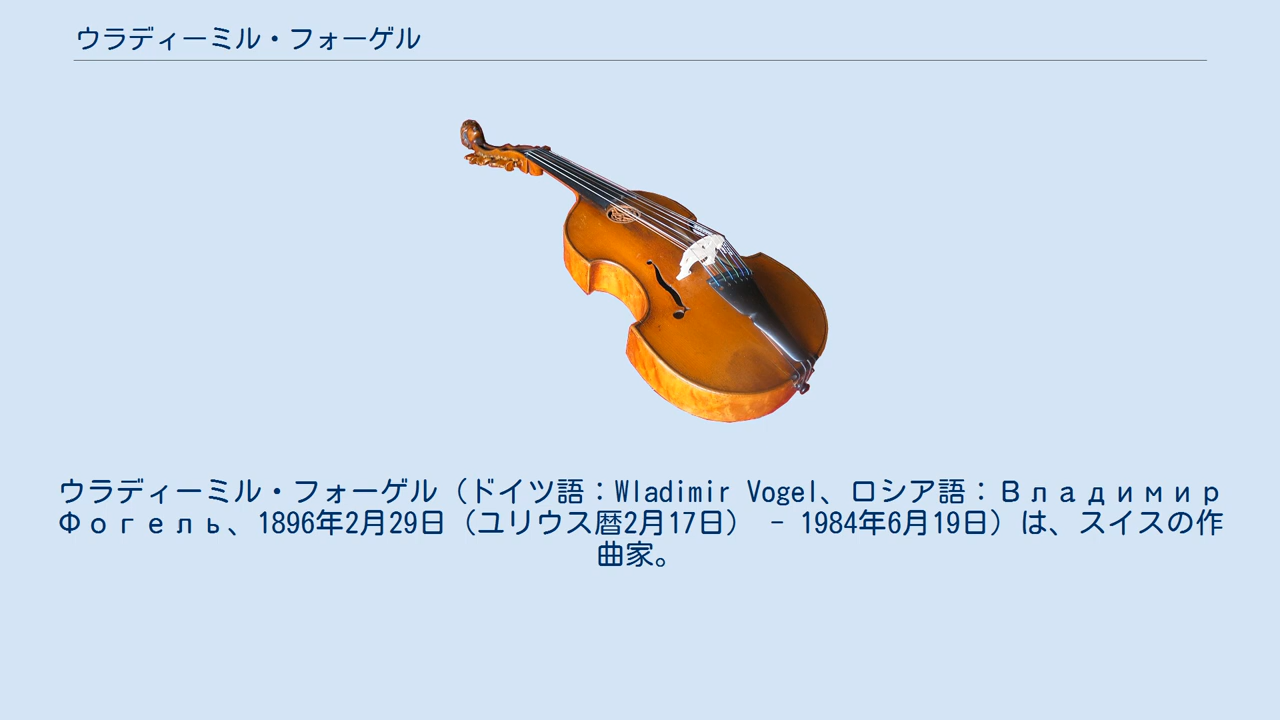 ウラディーミル・フォーゲル
ウラディーミル・フォーゲル（ドイツ語：Wladimir Vogel、ロシア語：Владимир
Фогель、1896年2月29日（ユリウス暦2月17日） - 1984年6月19日）は、スイスの作
曲家。